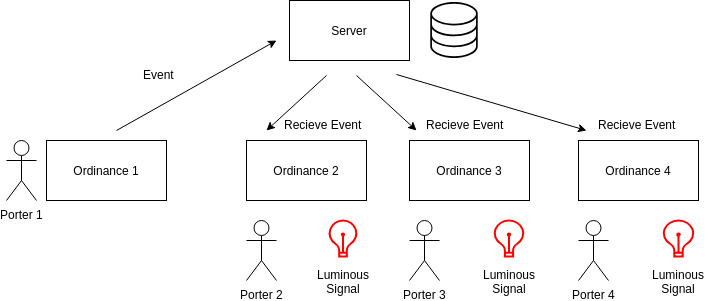 Server
Event
Recieve Event
Recieve Event
Recieve Event
Ordinance 1
Ordinance 2
Ordinance 3
Ordinance 4
Porter 1
Luminous
Signal
Luminous
Signal
Luminous
Signal
Porter 2
Porter 3
Porter 4